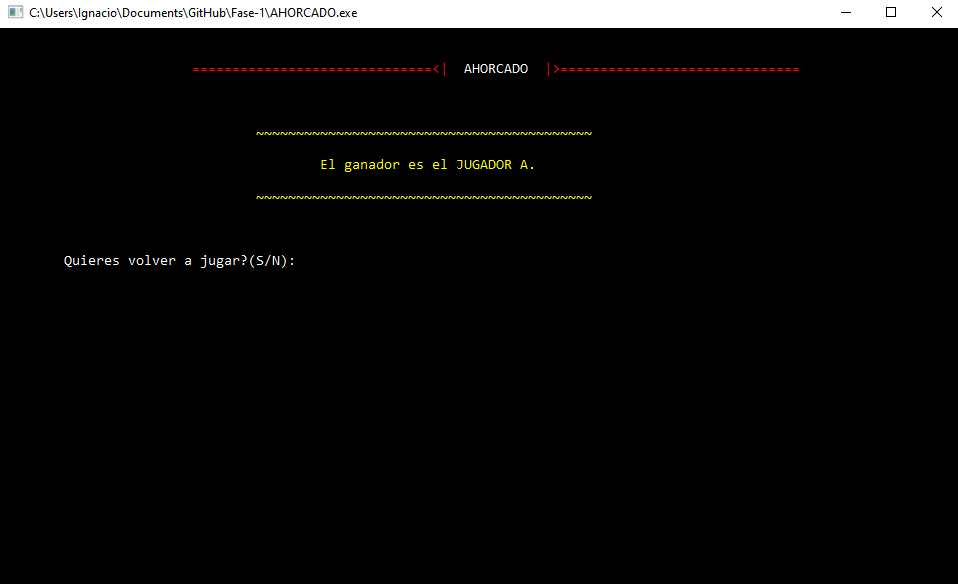 C:\Users\Ignacio\Documents\GitHub\Fase-1\AHORCADO.exe
==============================<|  AHORCADO  |>==============================
~~~~~~~~~~~~~~~~~~~~~~~~~~~~~~~~~~~~~~~~~~
El ganador es el JUGADOR A.
~~~~~~~~~~~~~~~~~~~~~~~~~~~~~~~~~~~~~~~~~~
Quieres volver a jugar?(S/N):